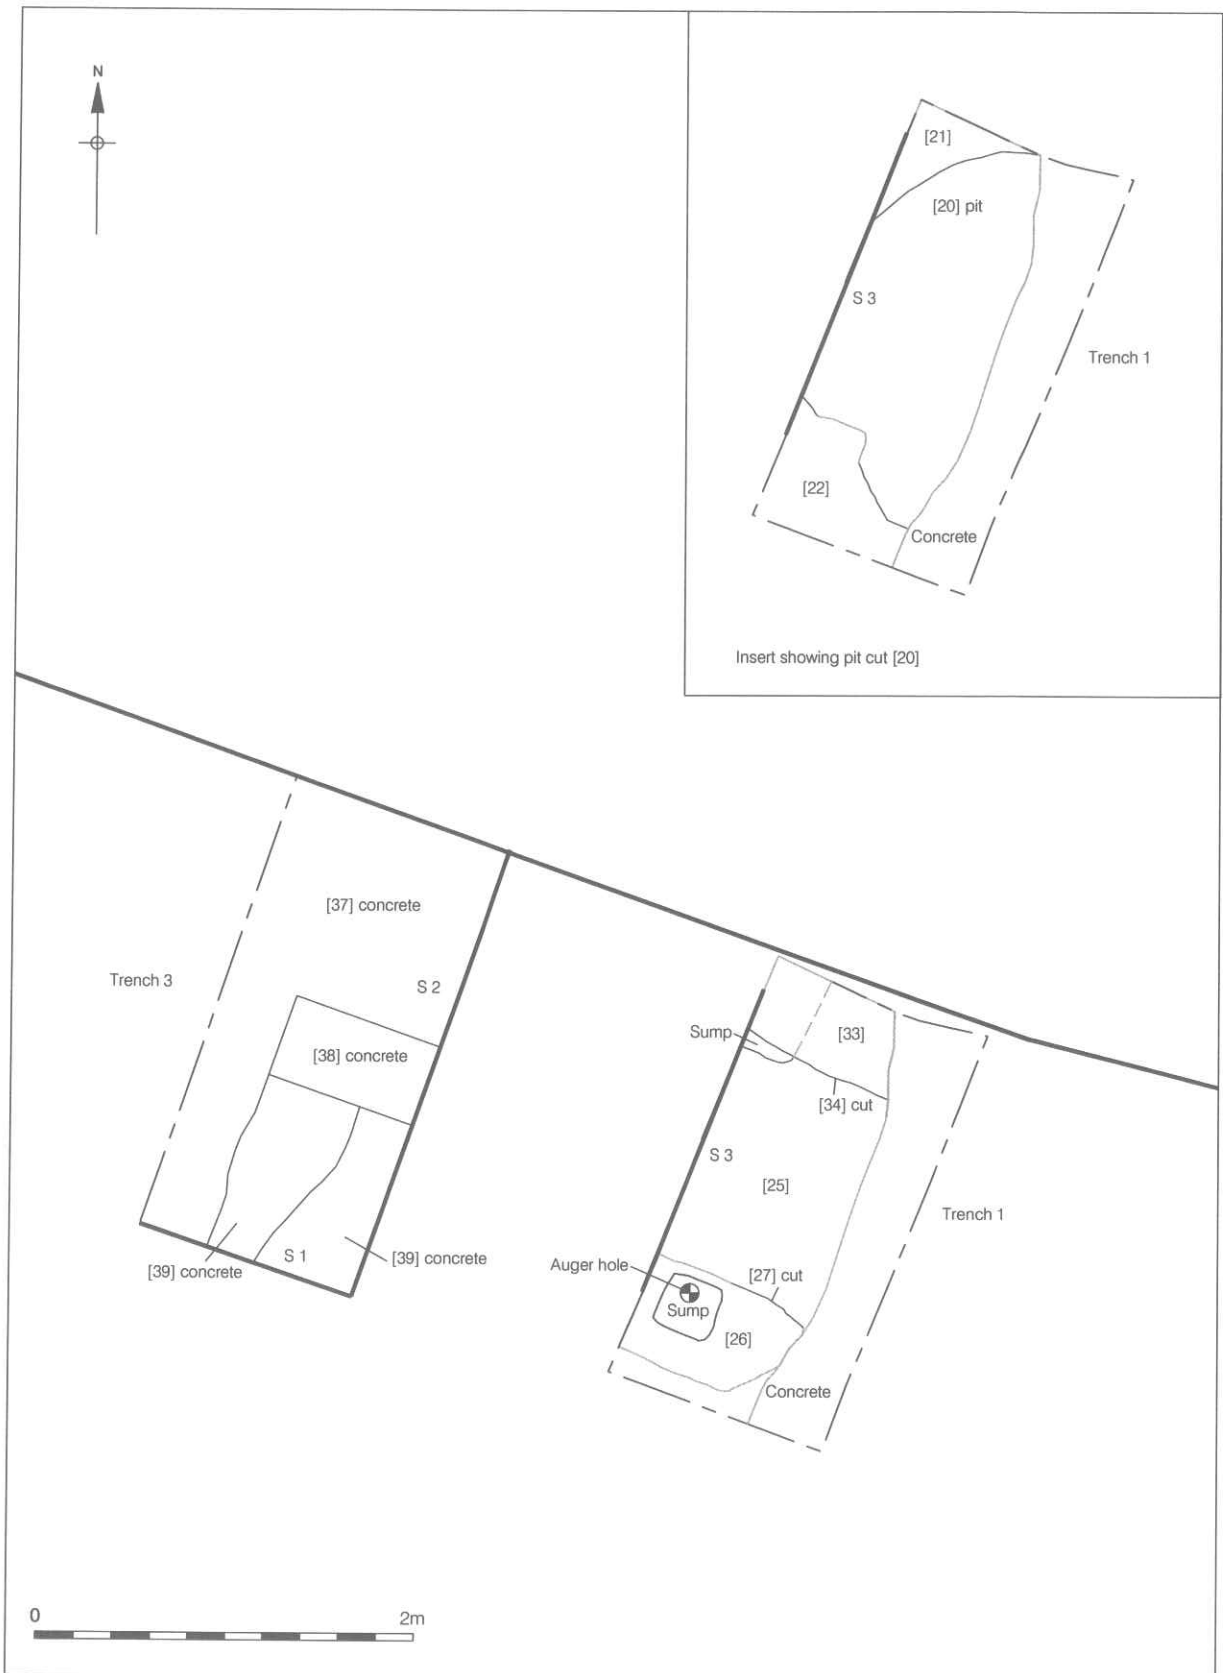 N
[21]
[20] pit
S 3
Trench 1
[22]
Concrete
Insert showing pit cut [20]
[37] concrete
Trench 3
S 2
[38] concrete
[39] concrete
S 1
[39] concrete
Sump
[33]
[34] cut
S 3
[25]
Trench 1
Auger hole
[27] cut
Sump
[26]
Concrete
0
2m